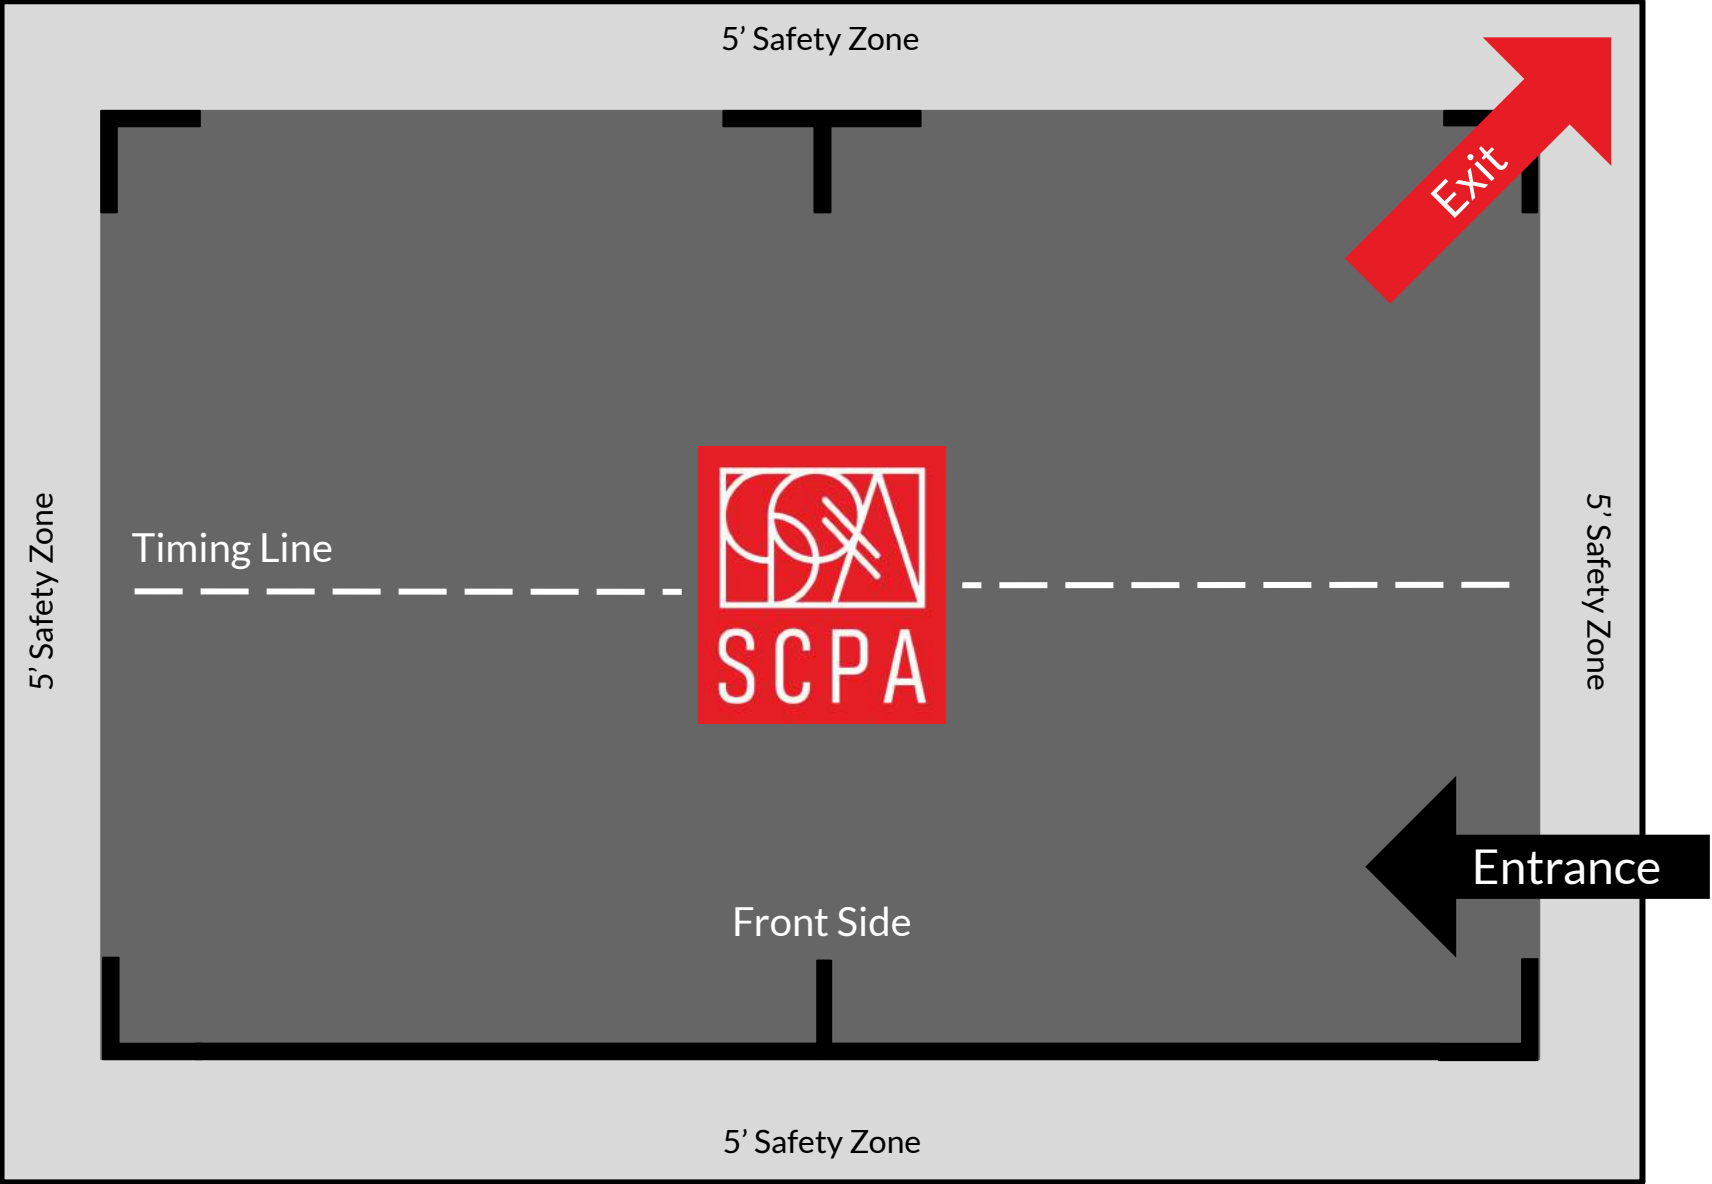 5’ Safety Zone
Exit
5’ Safety Zone
Timing Line
SCPA
5’ Safety Zone
Entrance
Front Side
5’ Safety Zone